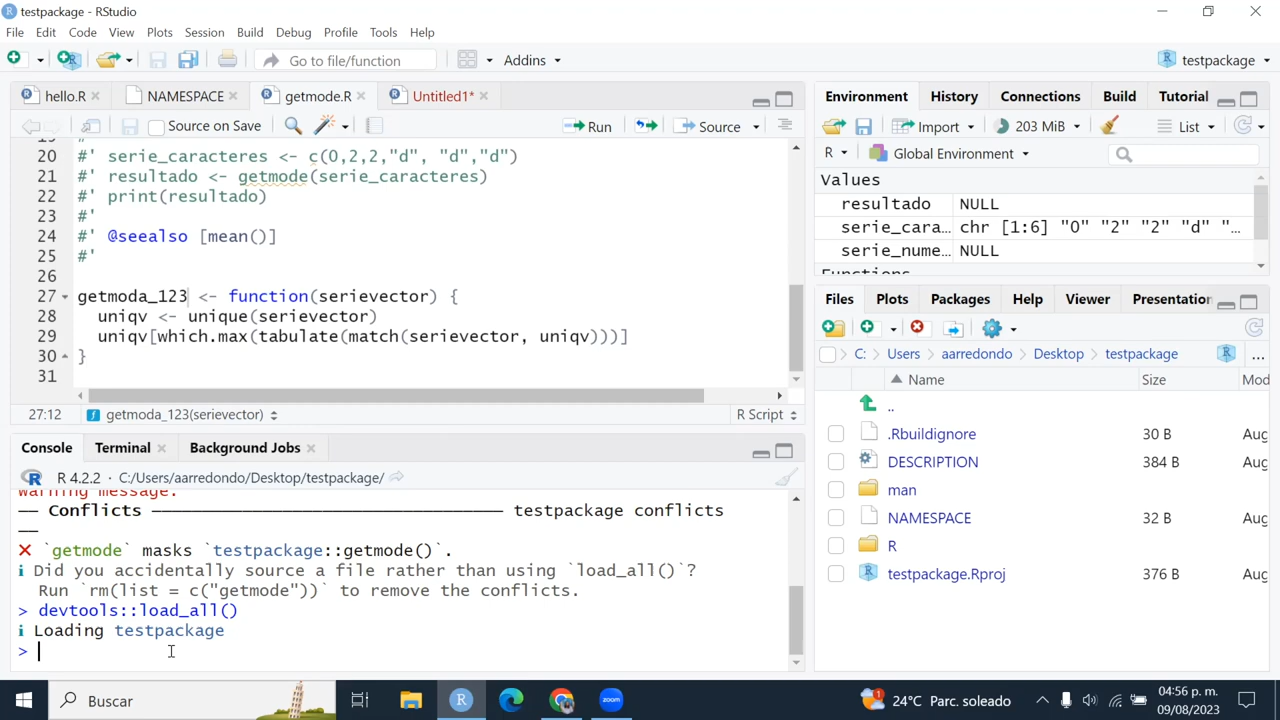 testpackage - RStudio
File Edit Code View Plots Session Build Debug Profile Tools Help
Go to file/function Addins testpackage
hello.R NAMESPACE getmode.R Untitled1*
Source on Save Run Source
20 #' serie_caracteres <- c(0,2,2,"d", "d","d")
21 #' resultado <- getmode(serie_caracteres)
22 #' print(resultado)
23 #'
24 #' @seealso [mean()]
25 #'
26
27 getmoda_123 <- function(serievector) {
28 uniqv <- unique(serievector)
29 uniqv[which.max(tabulate(match(serievector, uniqv)))]
30 }
31
27:12 getmoda_123(serievector) R Script
Console Terminal Background Jobs
R 4.2.2 · C:/Users/aarredondo/Desktop/testpackage/
Warning message:
── Conflicts ─────────────────────────────────── testpackage conflicts
──
✕ `getmode` masks `testpackage::getmode()`.
ℹ Did you accidentally source a file rather than using `load_all()`?
Run `rm(list = c("getmode"))` to remove the conflicts.
> devtools::load_all()
ℹ Loading testpackage
>
Environment History Connections Build Tutorial
Import 203 MiB List
R Global Environment
Values
resultado NULL
serie_cara… chr [1:6] "0" "2" "2" "d" "…
serie_nume… NULL
Functions
Files Plots Packages Help Viewer Presentation
C: Users aarredondo Desktop testpackage ...
Name Size Mod
..
.Rbuildignore 30 B Aug
DESCRIPTION 384 B Aug
man
NAMESPACE 32 B Aug
R
testpackage.Rproj 376 B Aug
Buscar zoom 1 24°C Parc. soleado 04:56 p. m.
09/08/2023